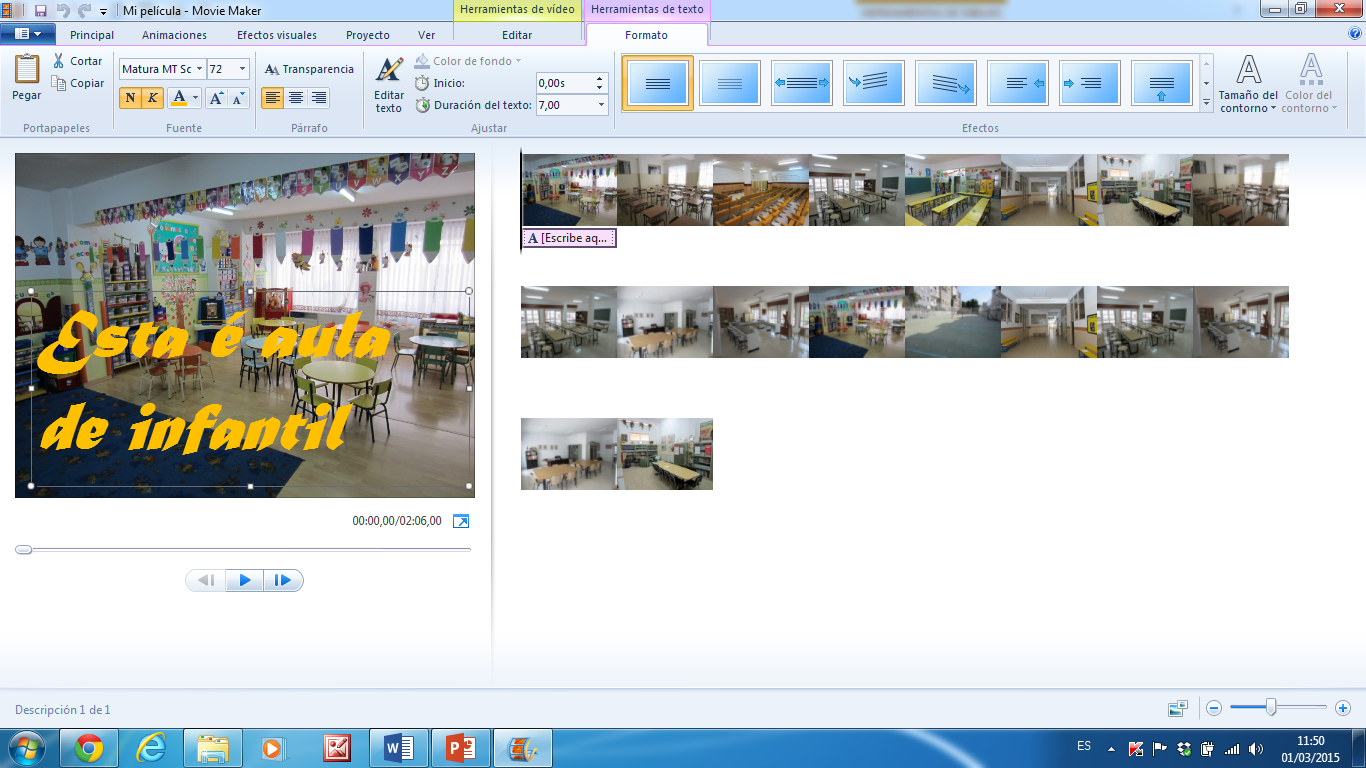 Mi película - Movie Maker
Herramientas de vídeo
Herramientas de texto
Principal
Animaciones
Efectos visuales
Proyecto
Ver
Editar
Formato
Pegar
Cortar
Copiar
Portapapeles
Matura MT Sc
72
N K A A A
Fuente
Transparencia
Párrafo
Editar texto
Color de fondo
Inicio:
0,00s
Duración del texto:
7,00
Ajustar
Efectos
Tamaño del contorno
Color del contorno
V W X Y Z
Esta é aula
de infantil
A [Escribe aq...
00:00,00/02:06,00
Descripción 1 de 1
ES
11:50
01/03/2015